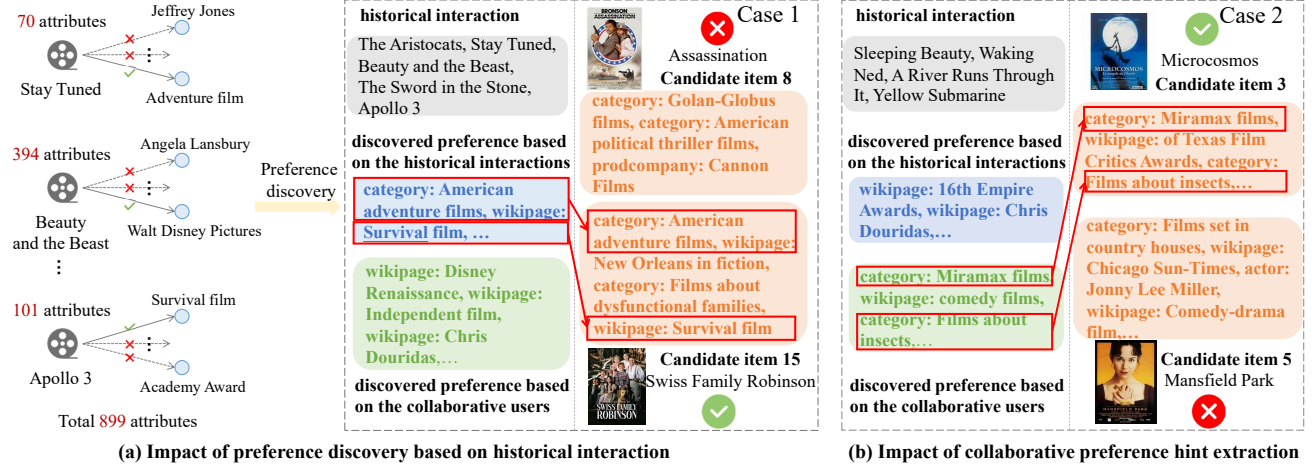 70 attributes
Jeffrey Jones
Stay Tuned
Adventure film
394 attributes
Angela Lansbury
Beauty
and the Beast
Walt Disney Pictures
101 attributes
Survival film
Apollo 3
Academy Award
Total 899 attributes
Preference
discovery
historical interaction
The Aristocats, Stay Tuned,
Beauty and the Beast,
The Sword in the Stone,
Apollo 3
discovered preference based
on the historical interactions
category: American
adventure films, wikipage:
Survival film, …
wikipage: Disney
Renaissance, wikipage:
Independent film,
wikipage: Chris
Douridas,…
discovered preference based
on the collaborative users
Case 1
BRONSON
ASSASSINATION
Assassination
Candidate item 8
category: Golan-Globus
films, category: American
political thriller films,
prodcompany: Cannon
Films
category: American
adventure films, wikipage:
New Orleans in fiction,
category: Films about
dysfunctional families,
wikipage: Survival film
Candidate item 15
Swiss Family Robinson
SWISS FAMILY
ROBINSON
(a) Impact of preference discovery based on historical interaction
historical interaction
Sleeping Beauty, Waking
Ned, A River Runs Through
It, Yellow Submarine
discovered preference based
on the historical interactions
wikipage: 16th Empire
Awards, wikipage: Chris
Douridas,…
category: Miramax films,
wikipage: comedy films,
category: Films about
insects,…
discovered preference based
on the collaborative users
Case 2
MICROCOSMOS
Microcosmos
Candidate item 3
category: Miramax films,
wikipage: of Texas Film
Critics Awards, category:
Films about insects,…
category: Films set in
country houses, wikipage:
Chicago Sun-Times, actor:
Jonny Lee Miller,
wikipage: Comedy-drama
film,…
Candidate item 5
Mansfield Park
MANSFIELD PARK
(b) Impact of collaborative preference hint extraction